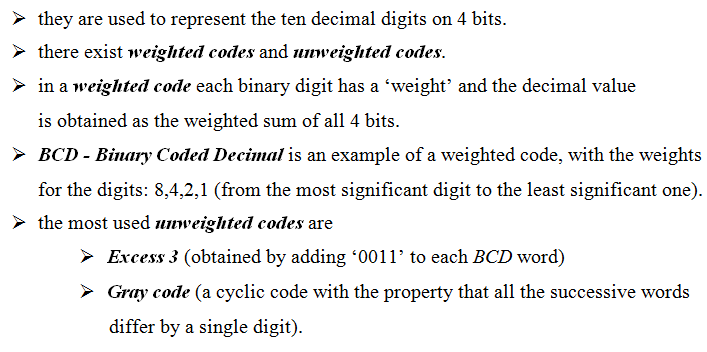 ➢ they are used to represent the ten decimal digits on 4 bits.
➢ there exist weighted codes and unweighted codes.
➢ in a weighted code each binary digit has a ‘weight’ and the decimal value
is obtained as the weighted sum of all 4 bits.
➢ BCD - Binary Coded Decimal is an example of a weighted code, with the weights
for the digits: 8,4,2,1 (from the most significant digit to the least significant one).
➢ the most used unweighted codes are
➢ Excess 3 (obtained by adding ‘0011’ to each BCD word)
➢ Gray code (a cyclic code with the property that all the successive words
differ by a single digit).